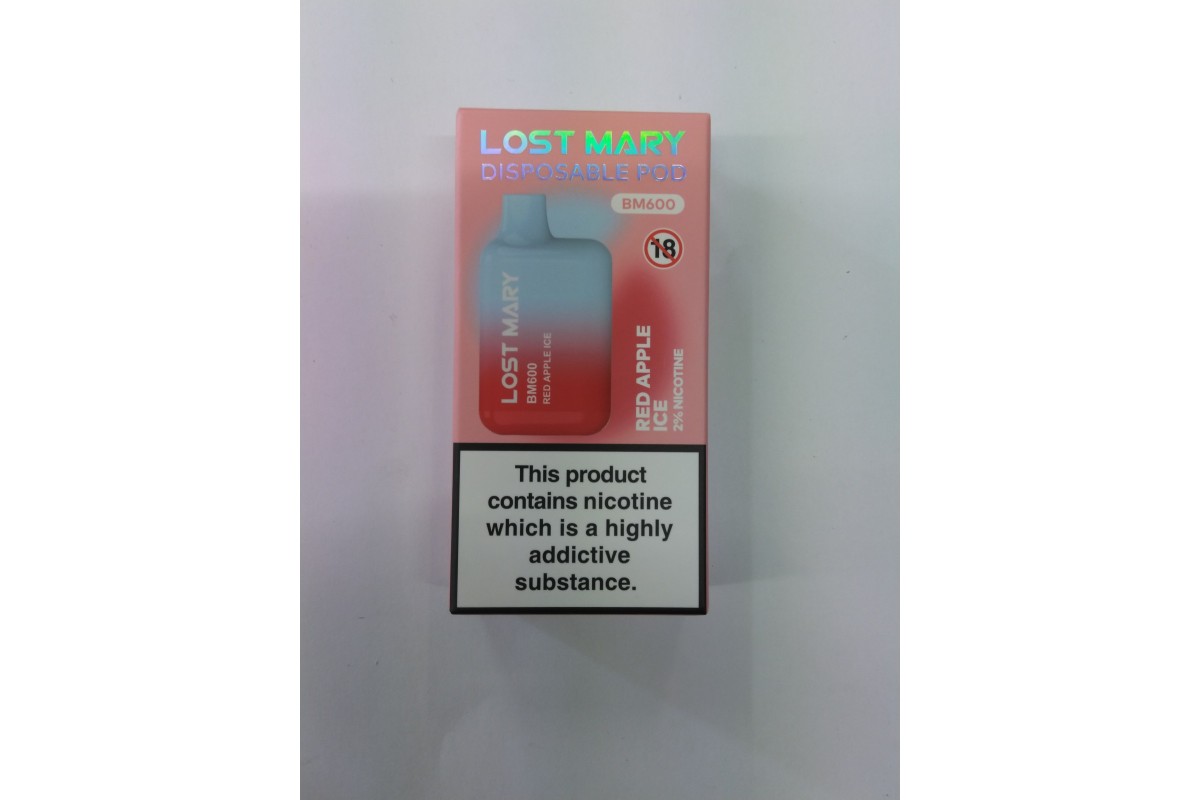 LOST MARY
DISPOSABLE POD
BM600
18
LOST MARY
BM600
RED APPLE ICE
RED APPLE
ICE
2% NICOTINE
This product
contains nicotine
which is a highly
addictive
substance.